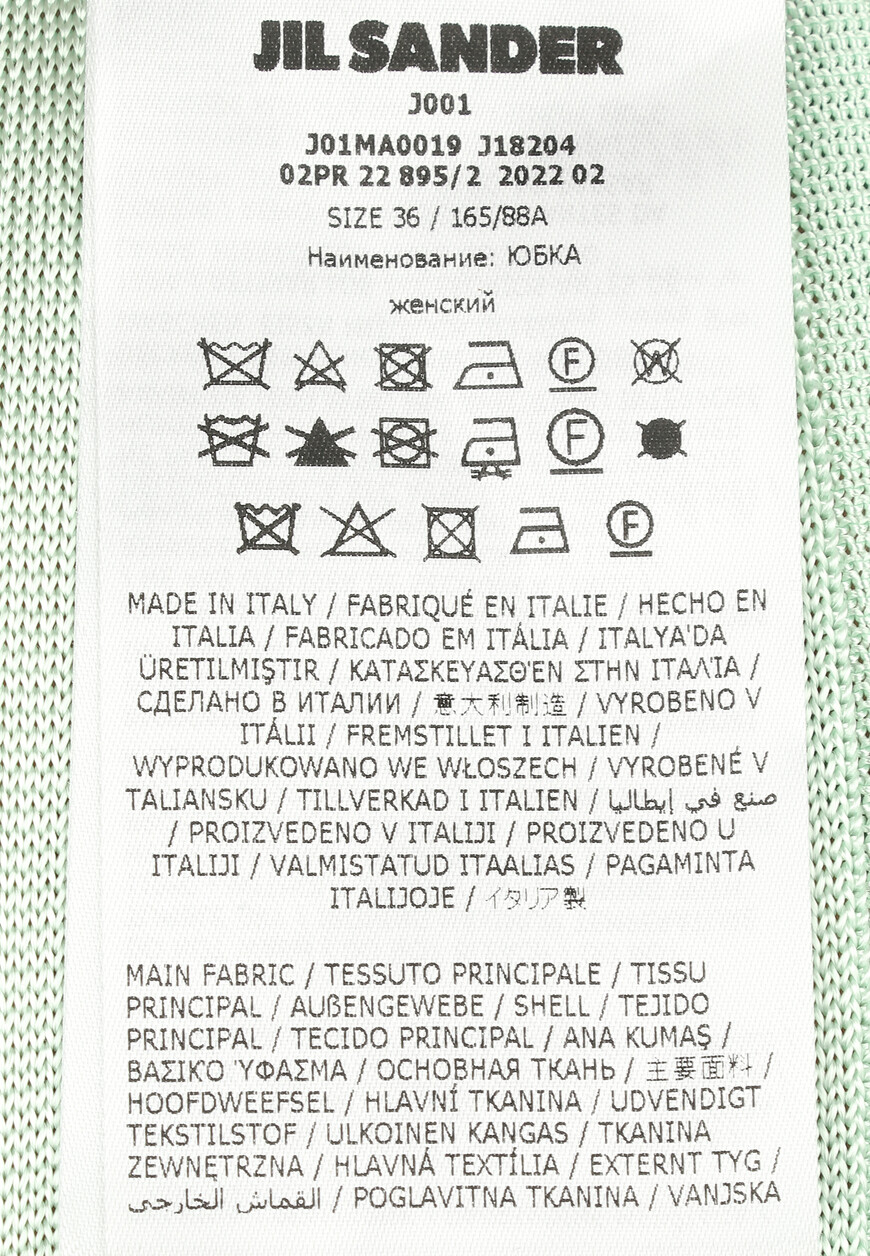 JIL SANDER
J001
J01MA0019 J18204
02PR 22 895/2 2022 02
SIZE 36 / 165/88A
Наименование: ЮБКА
женский
F W
F
F
MADE IN ITALY / FABRIQUÉ EN ITALIE / HECHO EN
ITALIA / FABRICADO EM ITÁLIA / ITALYA'DA
ÜRETILMIŞTIR / ΚΑΤΑΣΚΕΥΑΣΘΈΝ ΣΤΗΝ ΙΤΑΛΊΑ /
СДЕЛАНО В ИТАЛИИ / 意大利制造 / VYROBENO V
ITÁLII / FREMSTILLET I ITALIEN /
WYPRODUKOWANO WE WŁOSZECH / VYROBENÉ V
TALIANSKU / TILLVERKAD I ITALIEN / صنع في إيطاليا
/ PROIZVEDENO V ITALIJI / PROIZVEDENO U
ITALIJI / VALMISTATUD ITAALIAS / PAGAMINTA
ITALIJOJE / イタリア製
MAIN FABRIC / TESSUTO PRINCIPALE / TISSU
PRINCIPAL / AUßENGEWEBE / SHELL / TEJIDO
PRINCIPAL / TECIDO PRINCIPAL / ANA KUMAŞ /
ΒΑΣΙΚΌ ΎΦΑΣΜΑ / ОСНОВНАЯ ТКАНЬ / 主要面料 /
HOOFDWEEFSEL / HLAVNÍ TKANINA / UDVENDIGT
TEKSTILSTOF / ULKOINEN KANGAS / TKANINA
ZEWNĘTRZNA / HLAVNÁ TEXTÍLIA / EXTERNT TYG /
القماش الخارجى / POGLAVITNA TKANINA / VANJSKA